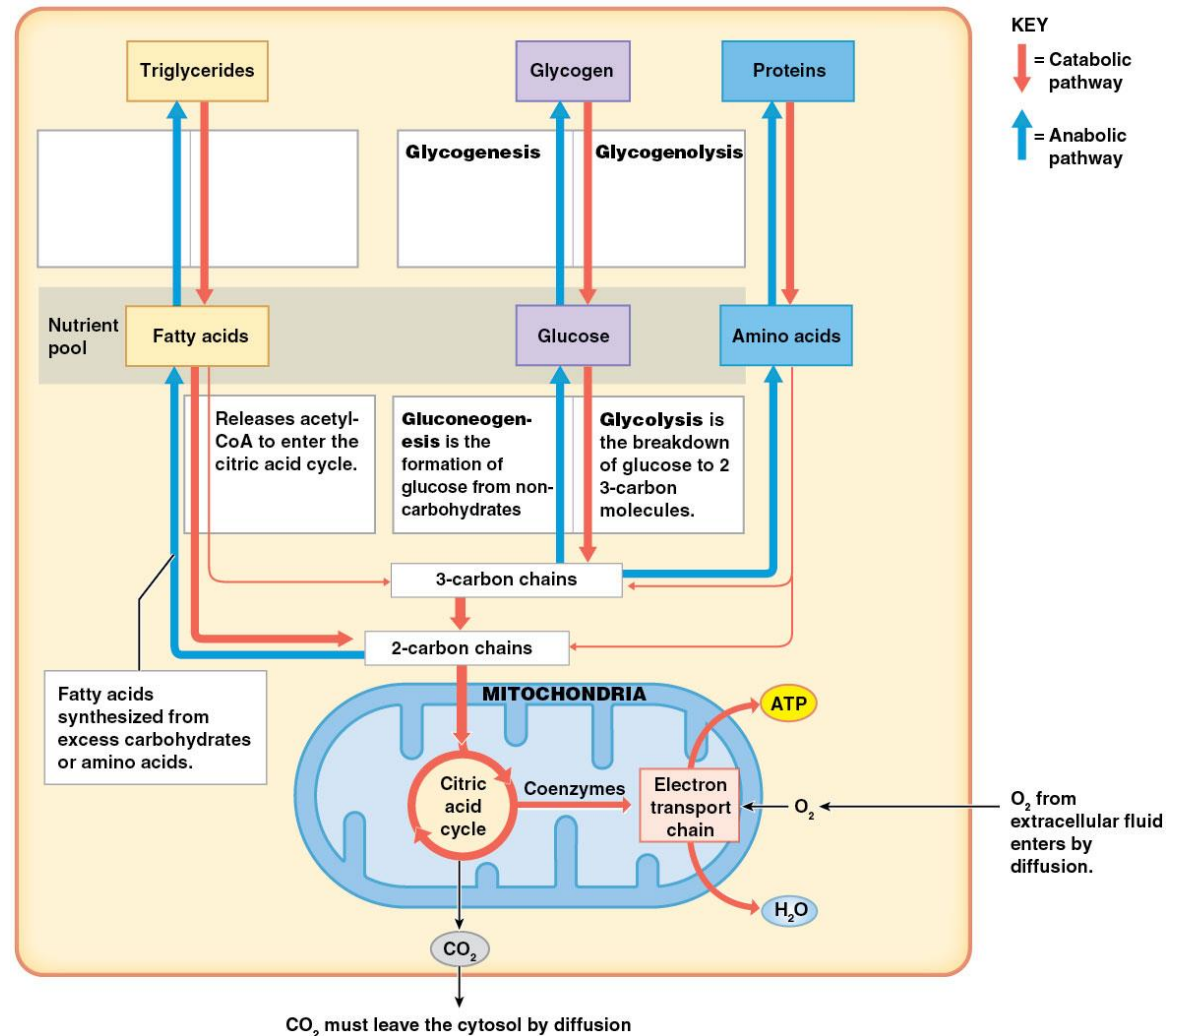 KEY
= Catabolic
pathway
= Anabolic
pathway
Triglycerides
Glycogen
Proteins
Glycogenesis
Glycogenolysis
Nutrient
pool
Fatty acids
Glucose
Amino acids
Releases acetyl-
CoA to enter the
citric acid cycle.
Gluconeogen-
esis is the
formation of
glucose from non-
carbohydrates
Glycolysis is
the breakdown
of glucose to 2
3-carbon
molecules.
3-carbon chains
2-carbon chains
Fatty acids
synthesized from
excess carbohydrates
or amino acids.
MITOCHONDRIA
ATP
Citric
acid
cycle
Coenzymes
Electron
transport
chain
O₂
O₂ from
extracellular fluid
enters by
diffusion.
H₂O
CO₂
CO₂ must leave the cytosol by diffusion